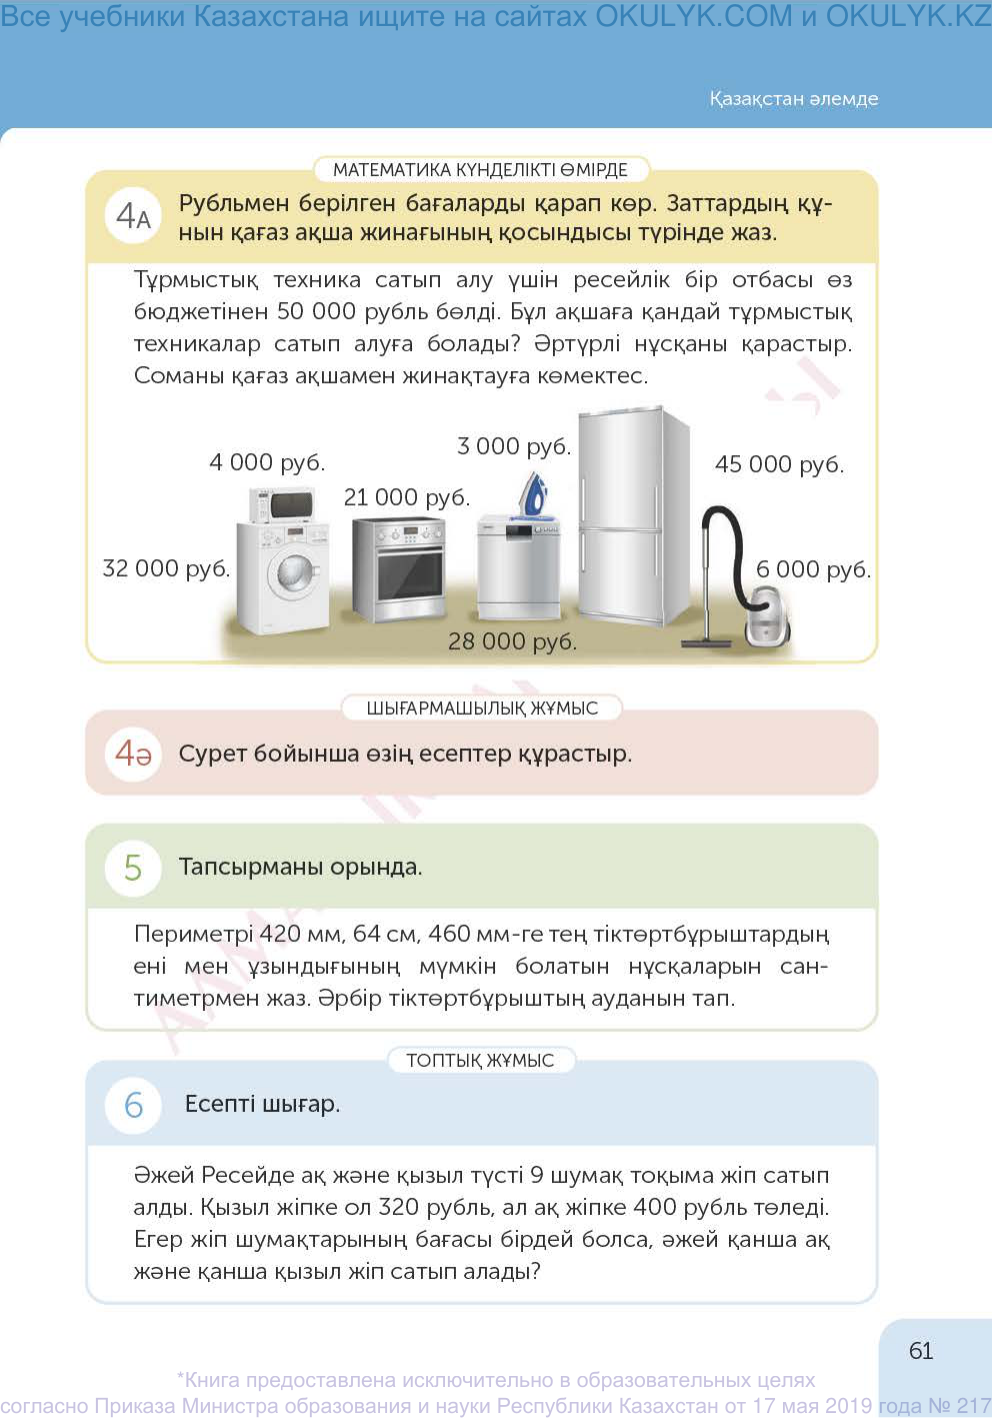 Все учебники Казахстана ищите на сайтах OKULYK.COM и OKULYK.KZ
Қазақстан әлемде
МАТЕМАТИКА КҮНДЕЛІКТІ ӨМІРДЕ
4А
Рубльмен берілген бағаларды қарап көр. Заттардың құ-
нын қағаз ақша жинағының қосындысы түрінде жаз.
Тұрмыстық техника сатып алу үшін ресейлік бір отбасы өз
бюджетінен 50 000 рубль бөлді. Бұл ақшаға қандай тұрмыстық
техникалар сатып алуға болады? Әртүрлі нұсқаны қарастыр.
Соманы қағаз ақшамен жинақтауға көмектес.
3 000 руб.
4 000 руб.
45 000 руб.
21 000 руб.
32 000 руб.
6 000 руб.
28 000 руб.
ШЫҒАРМАШЫЛЫҚ ЖҰМЫС
4ә
Сурет бойынша өзің есептер құрастыр.
5
Тапсырманы орында.
Периметрі 420 мм, 64 см, 460 мм-ге тең тіктөртбұрыштардың
ені мен ұзындығының мүмкін болатын нұсқаларын сан-
тиметрмен жаз. Әрбір тіктөртбұрыштың ауданын тап.
ТОПТЫҚ ЖҰМЫС
6
Есепті шығар.
Әжей Ресейде ақ және қызыл түсті 9 шумақ тоқыма жіп сатып
алды. Қызыл жіпке ол 320 рубль, ал ақ жіпке 400 рубль төледі.
Егер жіп шумақтарының бағасы бірдей болса, әжей қанша ақ
және қанша қызыл жіп сатып алады?
61
*Книга предоставлена исключительно в образовательных целях
согласно Приказа Министра образования и науки Республики Казахстан от 17 мая 2019 года № 217